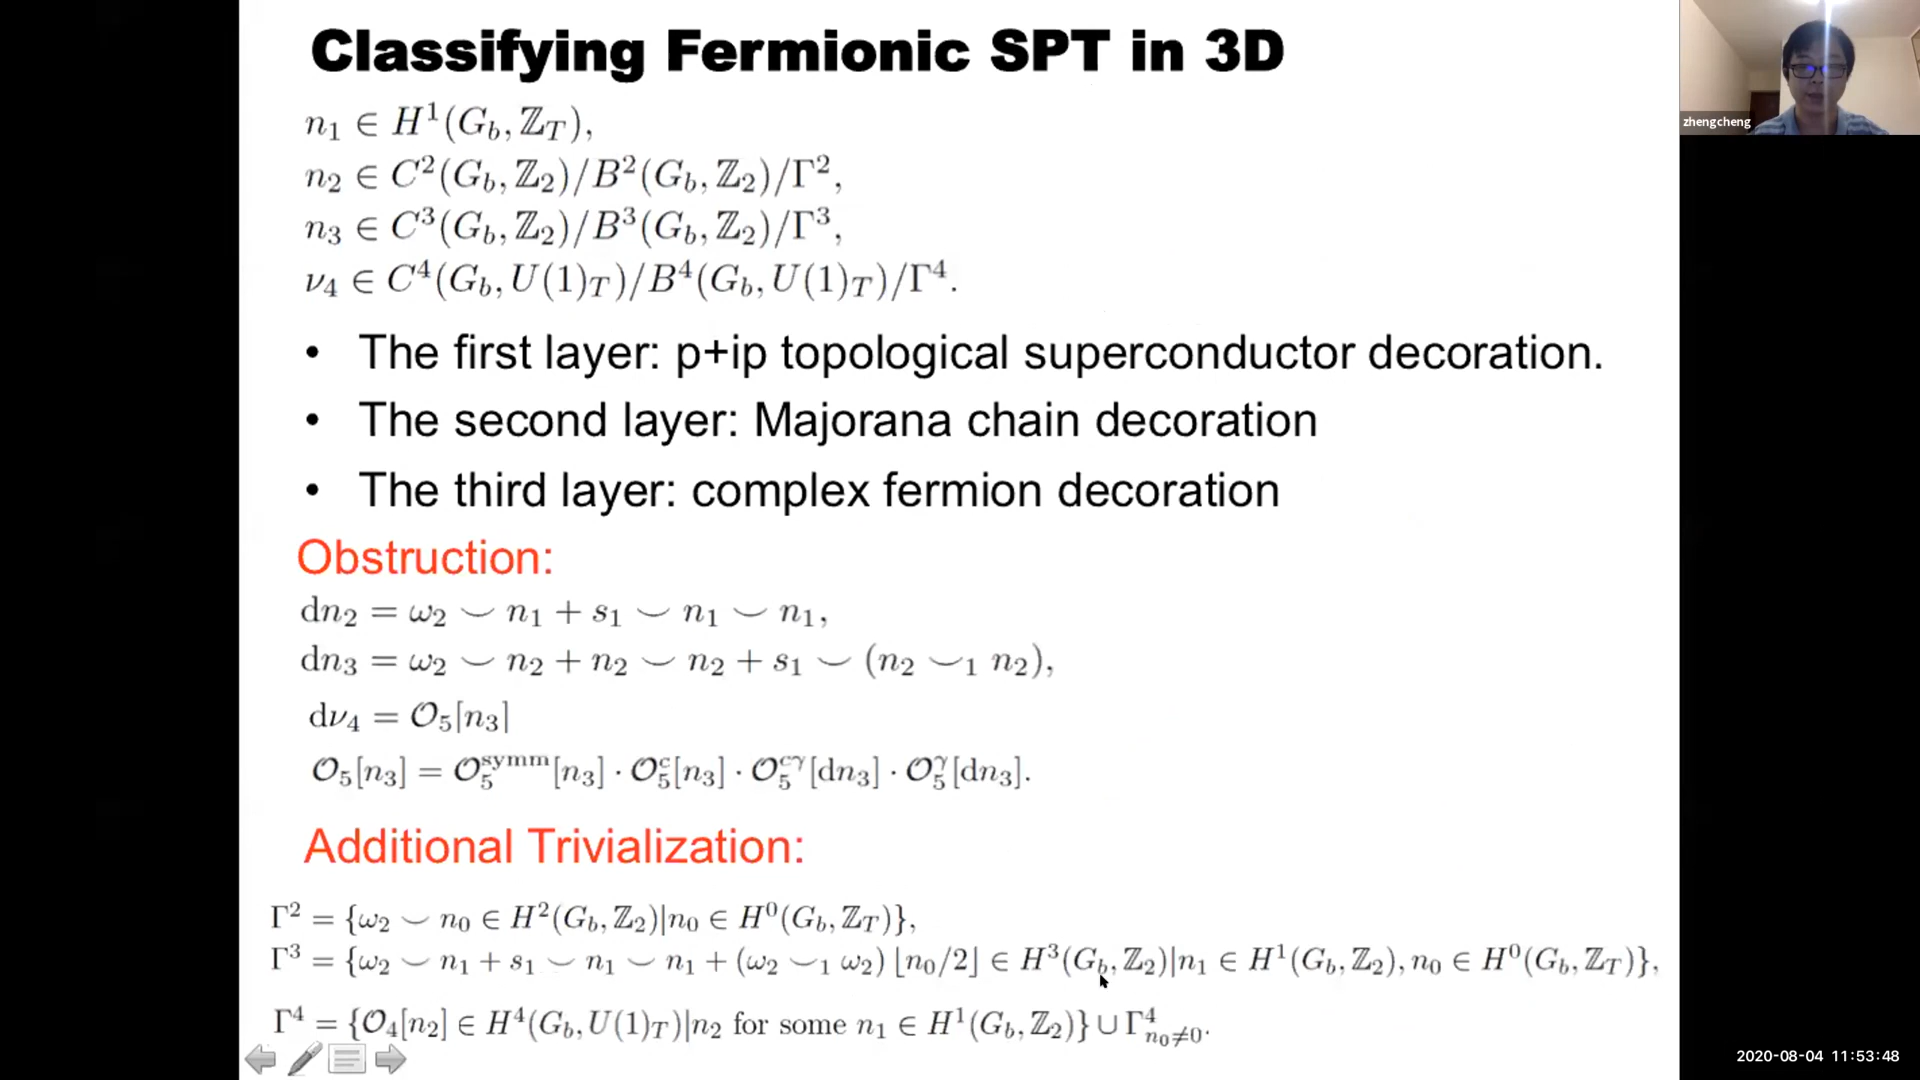 Classifying Fermionic SPT in 3D
n₁ ∈ H¹(G_b, ℤ_T),
n₂ ∈ C²(G_b, ℤ₂)/B²(G_b, ℤ₂)/Γ²,
n₃ ∈ C³(G_b, ℤ₂)/B³(G_b, ℤ₂)/Γ³,
ν₄ ∈ C⁴(G_b, U(1)_T)/B⁴(G_b, U(1)_T)/Γ⁴.
• The first layer: p+ip topological superconductor decoration.
• The second layer: Majorana chain decoration
• The third layer: complex fermion decoration
Obstruction:
dn₂ = ω₂ ⌣ n₁ + s₁ ⌣ n₁ ⌣ n₁,
dn₃ = ω₂ ⌣ n₂ + n₂ ⌣ n₂ + s₁ ⌣ (n₂ ⌣₁ n₂),
dν₄ = 𝒪₅[n₃]
𝒪₅[n₃] = 𝒪₅^symm[n₃] · 𝒪₅^c[n₃] · 𝒪₅^cγ[dn₃] · 𝒪₅^γ[dn₃].
Additional Trivialization:
Γ² = {ω₂ ⌣ n₀ ∈ H²(G_b, ℤ₂)|n₀ ∈ H⁰(G_b, ℤ_T)},
Γ³ = {ω₂ ⌣ n₁ + s₁ ⌣ n₁ ⌣ n₁ + (ω₂ ⌣₁ ω₂) ⌊n₀/2⌋ ∈ H³(G_b, ℤ₂)|n₁ ∈ H¹(G_b, ℤ₂), n₀ ∈ H⁰(G_b, ℤ_T)},
Γ⁴ = {𝒪₄[n₂] ∈ H⁴(G_b, U(1)_T)|n₂ for some n₁ ∈ H¹(G_b, ℤ₂)} ∪ Γ⁴_{n₀≠0}.
zhengcheng
2020-08-04 11:53:48